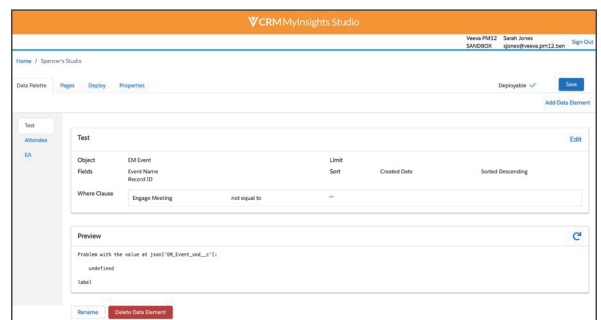 VCRM MyInsights Studio
Veeva PM12 Sarah Jones
SANDBOX sjones@veeva.pm12.ben
Sign Out
Home / Spencer's Studio
Data Palette Pages Deploy Properties Deployable Save
Add Data Element
Test
Attendee
EA
Test Edit
Object EM Event Limit
Fields Event Name Sort Created Date Sorted Descending
Record ID
Where Clause Engage Meeting not equal to ""
Preview
Problem with the value at json['EM_Event_vod__c']:
undefined
label
Rename Delete Data Element